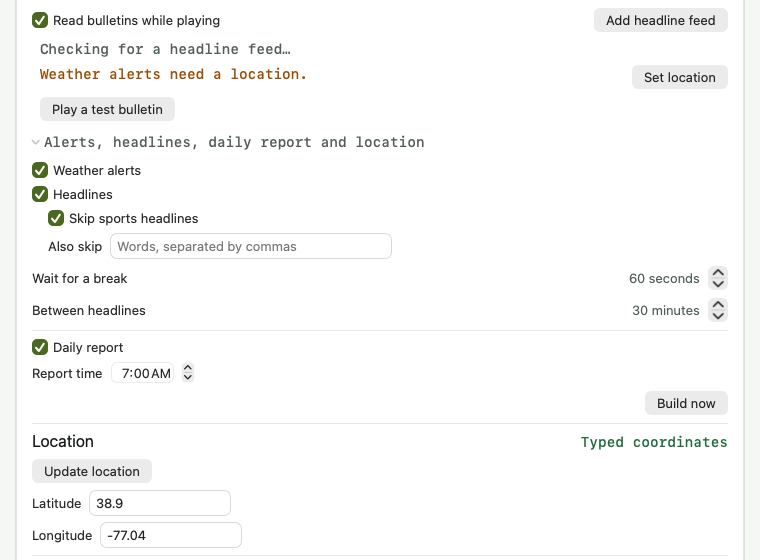 Read bulletins while playing
Add headline feed
Checking for a headline feed…
Weather alerts need a location.
Set location
Play a test bulletin
Alerts, headlines, daily report and location
Weather alerts
Headlines
Skip sports headlines
Also skip Words, separated by commas
Wait for a break 60 seconds
Between headlines 30 minutes
Daily report
Report time 7:00 AM
Build now
Location Typed coordinates
Update location
Latitude 38.9
Longitude -77.04